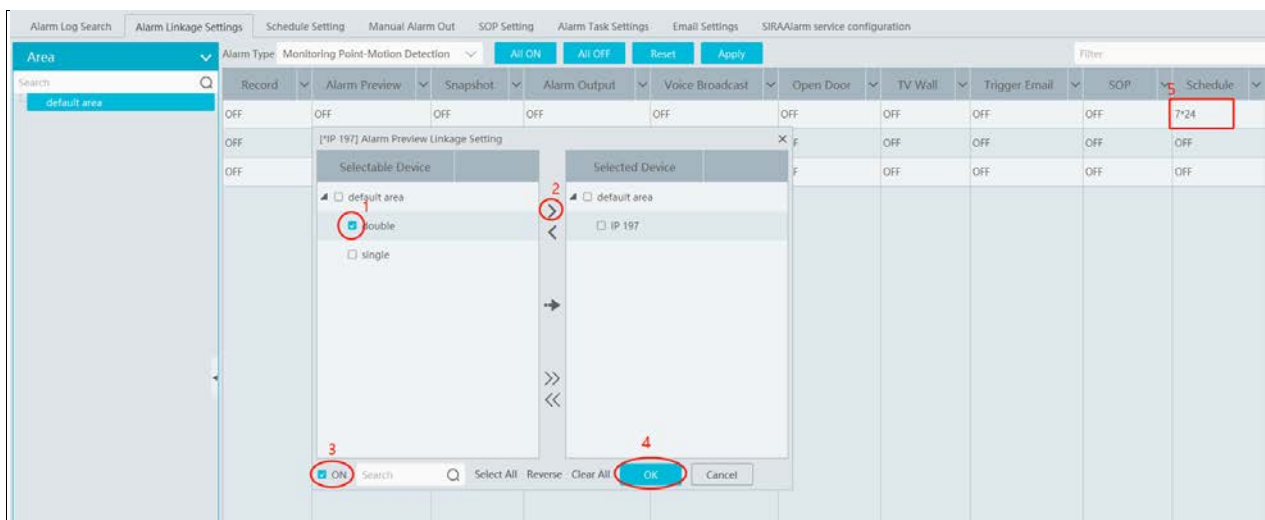 Alarm Log Search Alarm Linkage Settings Schedule Setting Manual Alarm Out SOP Setting Alarm Task Settings Email Settings SIRAAlarm service configuration
Area Alarm Type Monitoring Point-Motion Detection All ON All OFF Reset Apply Filter
Search Record Alarm Preview Snapshot Alarm Output Voice Broadcast Open Door TV Wall Trigger Email SOP 5 Schedule
default area
OFF OFF OFF OFF OFF OFF OFF OFF OFF 7*24
OFF [*IP 197] Alarm Preview Linkage Setting F OFF OFF OFF OFF
OFF Selectable Device Selected Device F OFF OFF OFF OFF
default area 2 default area
1 double IP 197
single
3 4
ON Search Select All Reverse Clear All OK Cancel